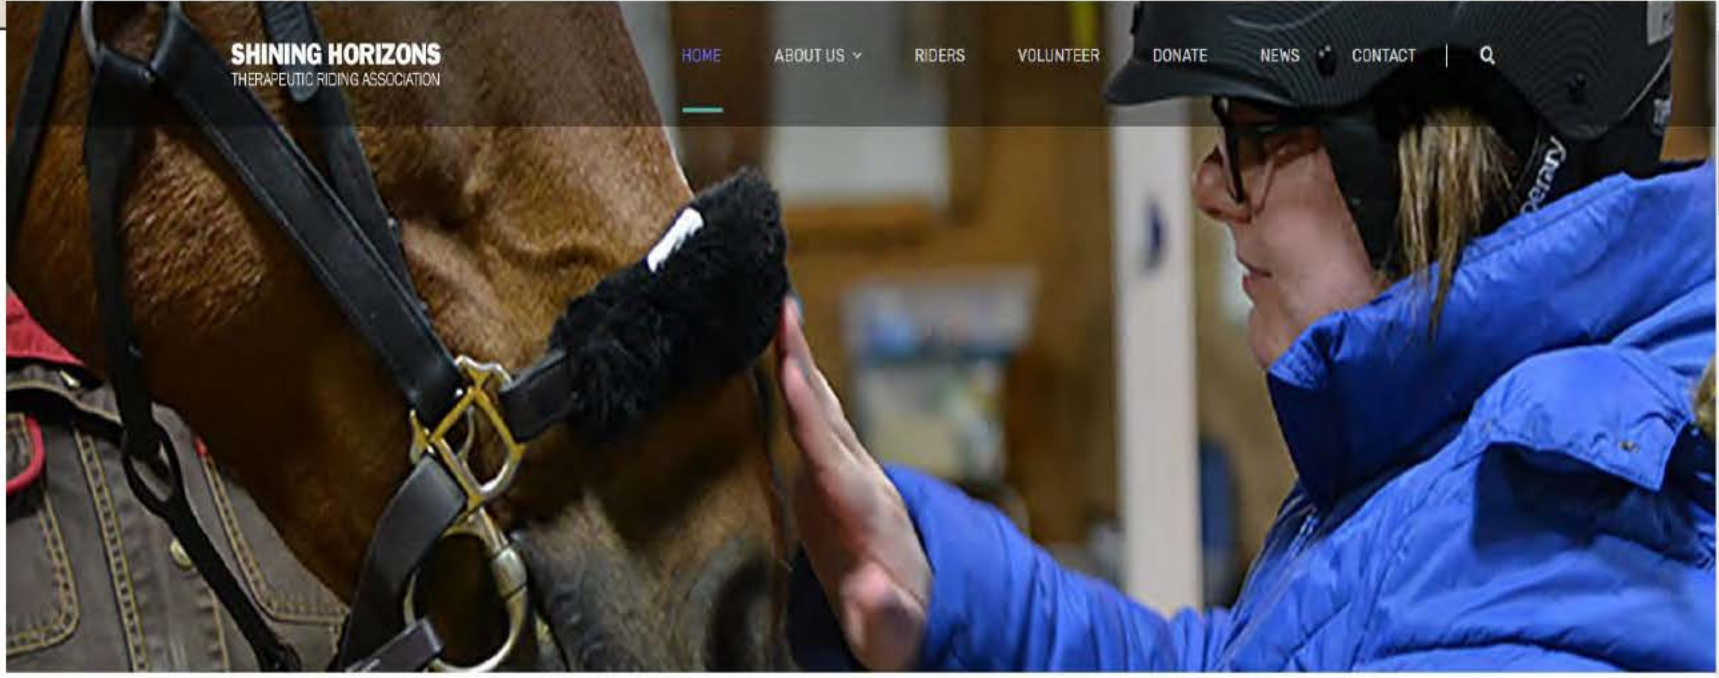 SHINING HORIZONS
THERAPEUTIC RIDING ASSOCIATION
HOME ABOUT US RIDERS VOLUNTEER DONATE NEWS CONTACT